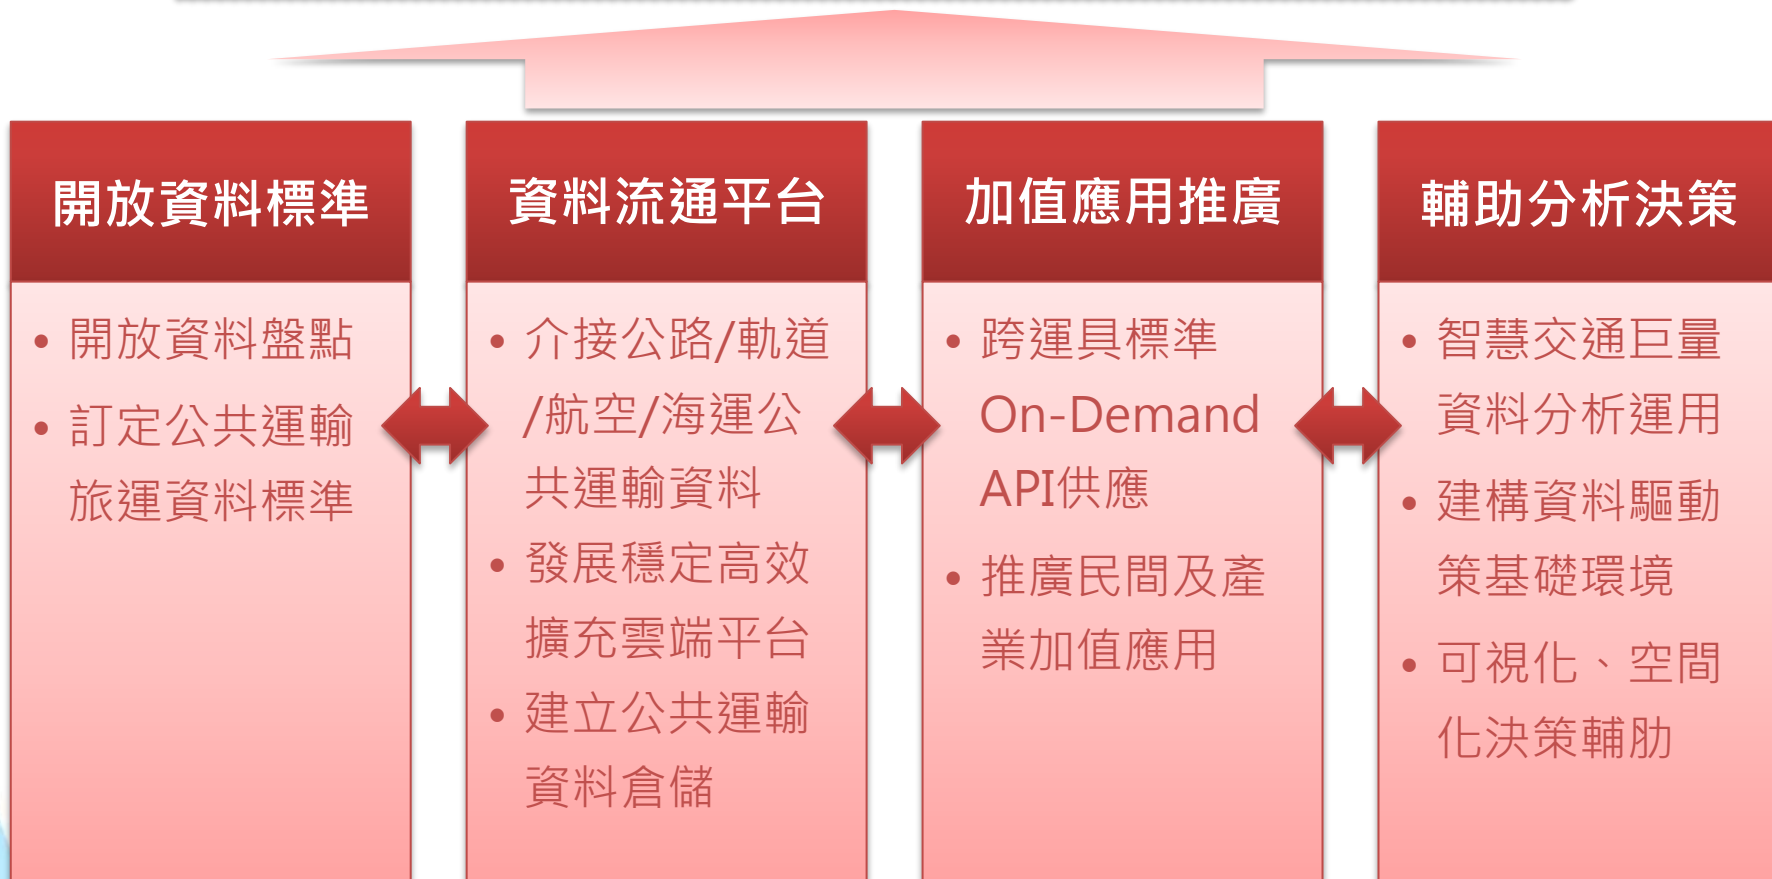 開放資料標準
• 開放資料盤點
• 訂定公共運輸
旅運資料標準
資料流通平台
• 介接公路/軌道
/航空/海運公
共運輸資料
• 發展穩定高效
擴充雲端平台
• 建立公共運輸
資料倉儲
加值應用推廣
• 跨運具標準
On-Demand
API供應
• 推廣民間及產
業加值應用
輔助分析決策
• 智慧交通巨量
資料分析運用
• 建構資料驅動
策基礎環境
• 可視化、空間
化決策輔肋